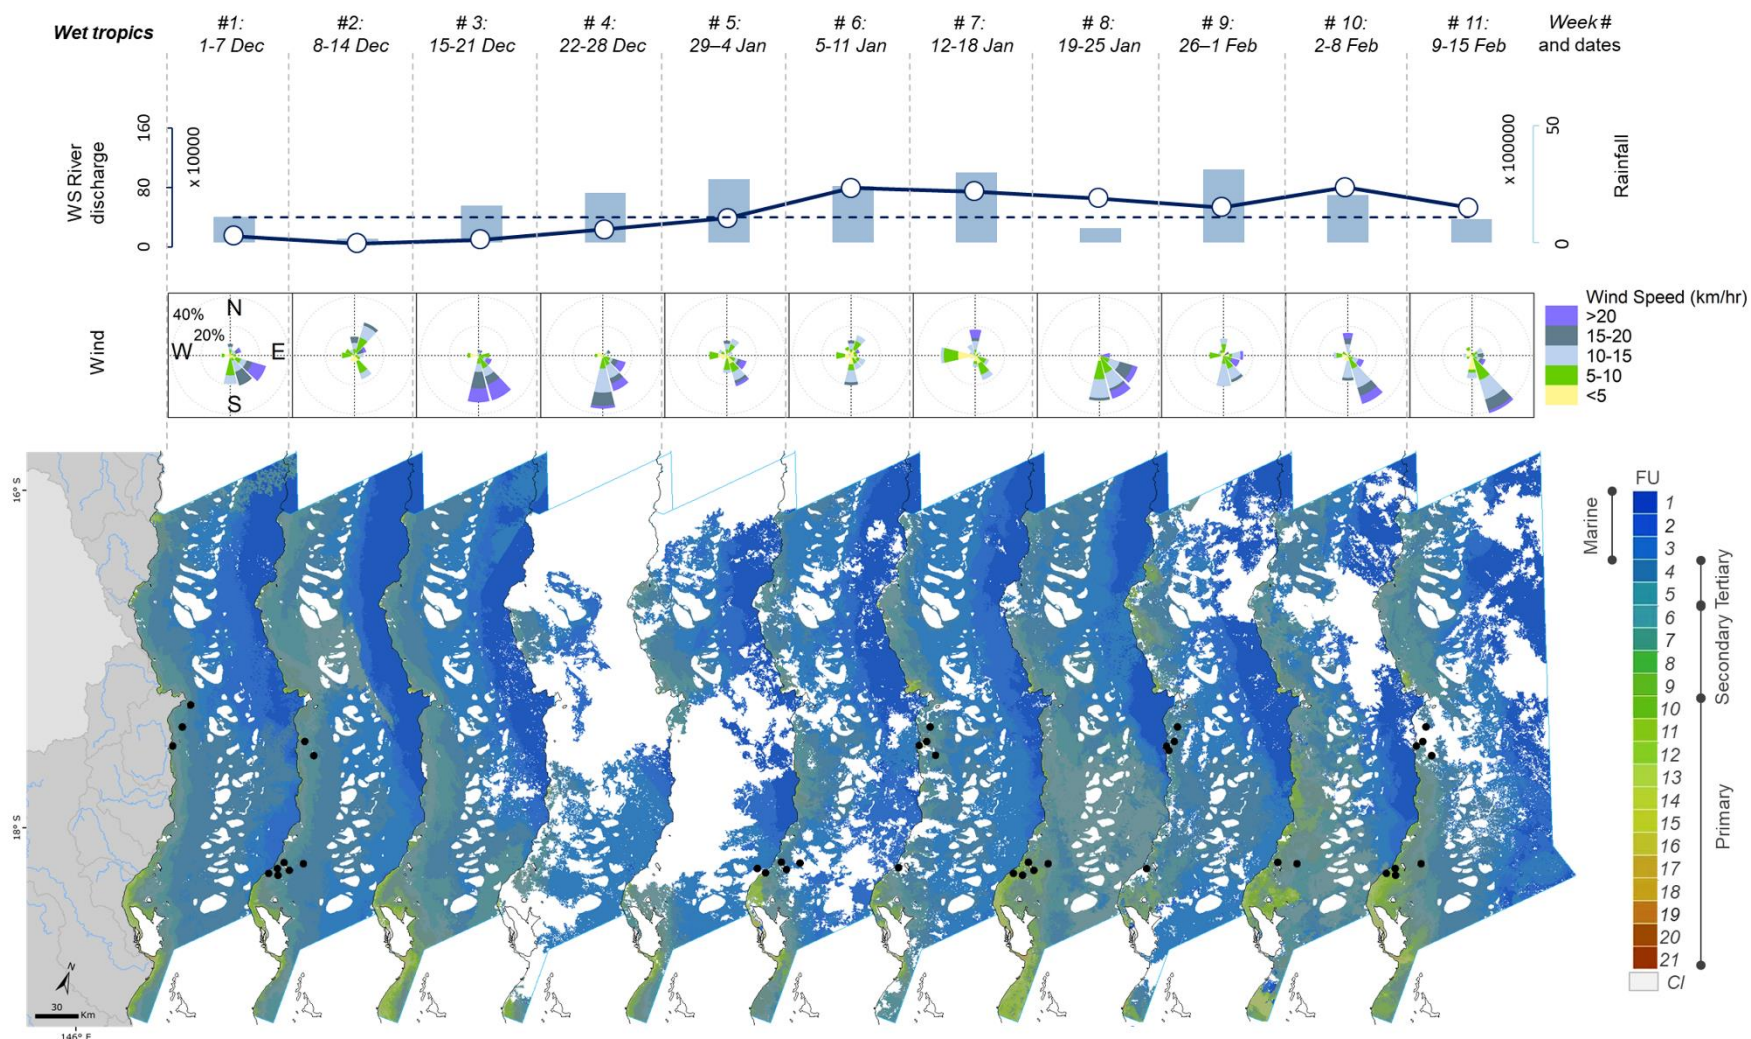 Wet tropics
#1:
1-7 Dec
#2:
8-14 Dec
# 3:
15-21 Dec
# 4:
22-28 Dec
# 5:
29–4 Jan
# 6:
5-11 Jan
# 7:
12-18 Jan
# 8:
19-25 Jan
# 9:
26–1 Feb
# 10:
2-8 Feb
# 11:
9-15 Feb
Week #
and dates
WS River
discharge
0
80
160
x 10000
x 100000
0
50
Rainfall
Wind
40%
20%
N
W
E
S
Wind Speed (km/hr)
>20
15-20
10-15
5-10
<5
16° S
18° S
N
30
Km
146° E
FU
1
2
3
4
5
6
7
8
9
10
11
12
13
14
15
16
17
18
19
20
21
Cl
Marine
Tertiary
Secondary
Primary